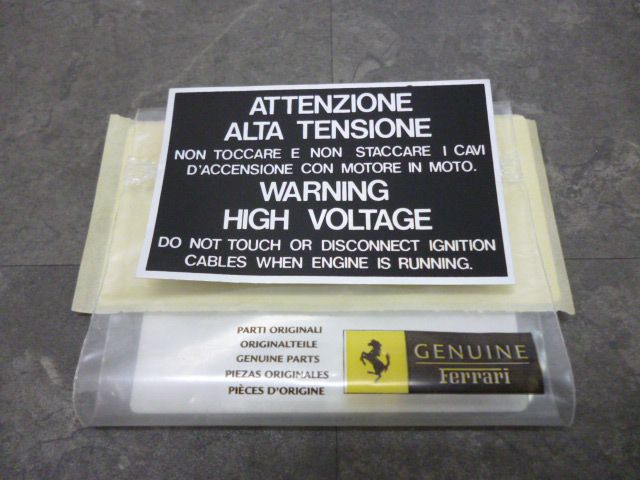 ATTENZIONE
ALTA TENSIONE
NON TOCCARE E NON STACCARE I CAVI
D'ACCENSIONE CON MOTORE IN MOTO.
WARNING
HIGH VOLTAGE
DO NOT TOUCH OR DISCONNECT IGNITION
CABLES WHEN ENGINE IS RUNNING.
PARTI ORIGINALI
ORIGINALTEILE
GENUINE PARTS
PIEZAS ORIGINALES
PIÈCES D'ORIGINE
GENUINE
Ferrari